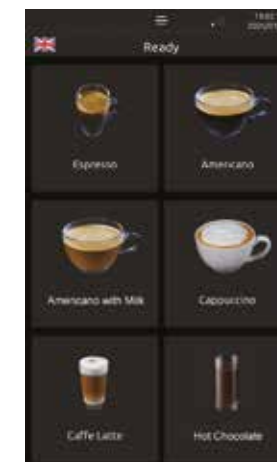 Ready
Espresso
Americano
Americano with Milk
Cappuccino
Caffe Latte
Hot Chocolate